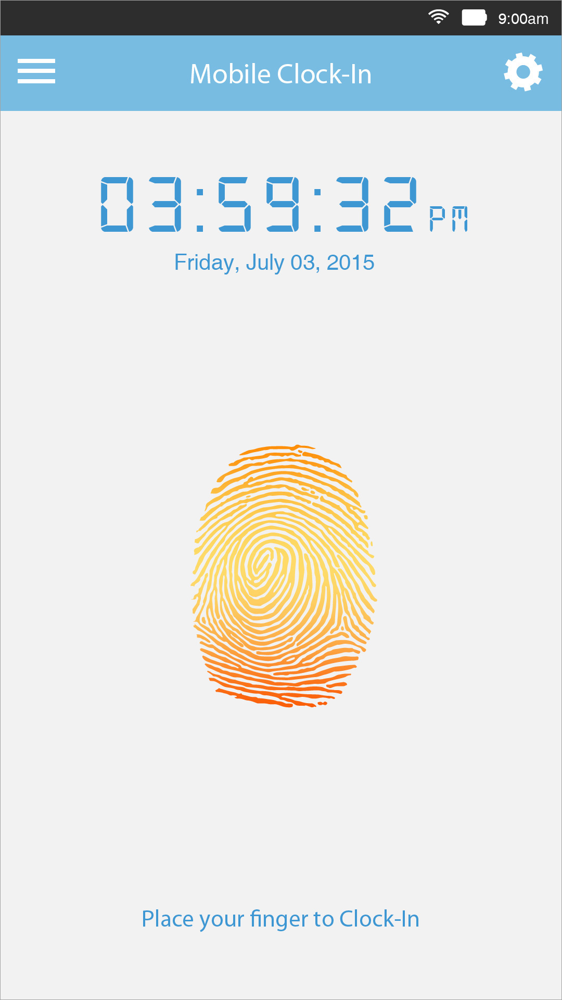 9:00am
Mobile Clock-In
03:59:32 PM
Friday, July 03, 2015
Place your finger to Clock-In